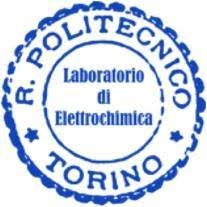 R. POLITECNICO
Laboratorio
di
Elettrochimica
TORINO